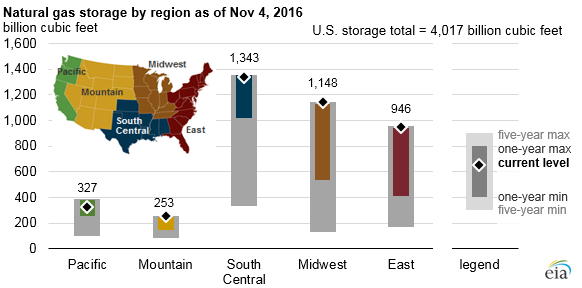 Natural gas storage by region as of Nov 4, 2016
billion cubic feet
U.S. storage total = 4,017 billion cubic feet
1,600
1,400
1,200
1,000
800
600
400
200
0
Pacific
Midwest
Mountain
South
Central
East
327
253
1,343
1,148
946
five-year max
one-year max
current level
one-year min
five-year min
Pacific
Mountain
South
Central
Midwest
East
legend
eia